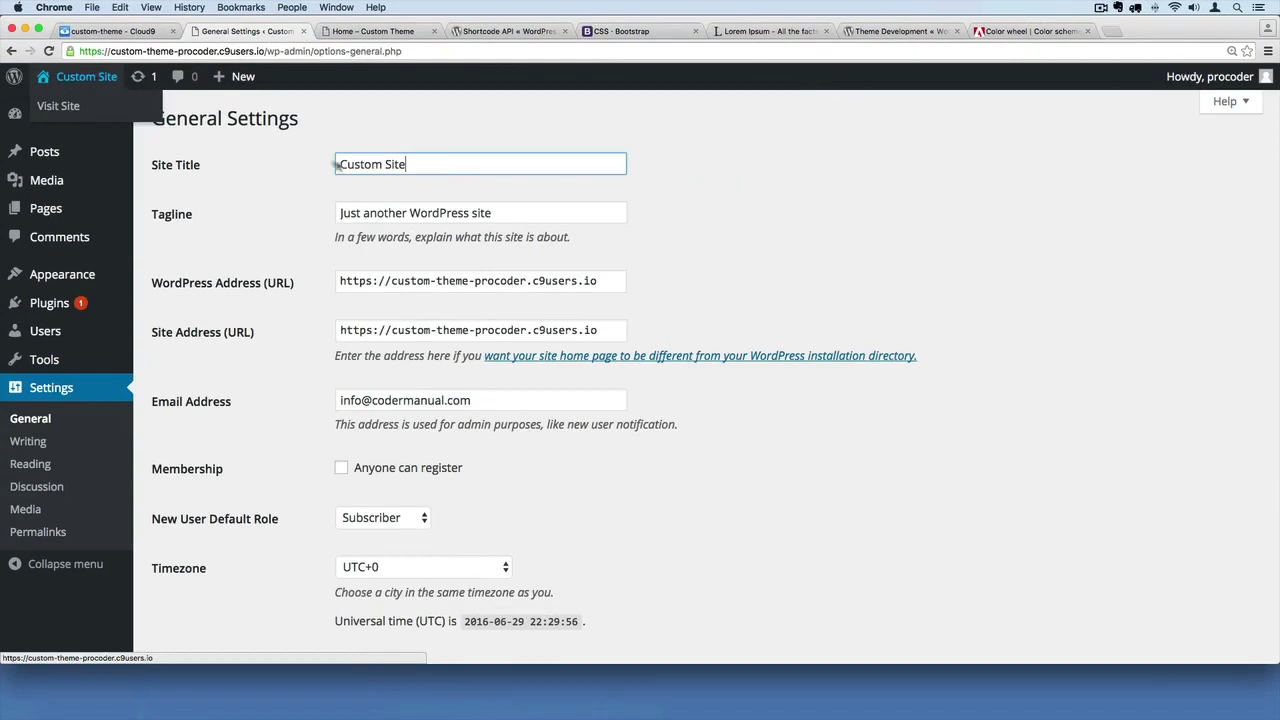 Chrome File Edit View History Bookmarks People Window Help
custom-theme - Cloud9
General Settings ‹ Custom
Home – Custom Theme
Shortcode API « WordPres
CSS · Bootstrap
Lorem Ipsum - All the facts
Theme Development « Wo
Color wheel | Color schem
https://custom-theme-procoder.c9users.io/wp-admin/options-general.php
Custom Site 1 0 New Howdy, procoder
Visit Site
Help
General Settings
Posts
Media
Pages
Comments
Appearance
Plugins 1
Users
Tools
Settings
General
Writing
Reading
Discussion
Media
Permalinks
Collapse menu
Site Title Custom Site
Tagline Just another WordPress site
In a few words, explain what this site is about.
WordPress Address (URL) https://custom-theme-procoder.c9users.io
Site Address (URL) https://custom-theme-procoder.c9users.io
Enter the address here if you want your site home page to be different from your WordPress installation directory.
Email Address info@codermanual.com
This address is used for admin purposes, like new user notification.
Membership Anyone can register
New User Default Role Subscriber
Timezone UTC+0
Choose a city in the same timezone as you.
Universal time (UTC) is 2016-06-29 22:29:56 .
https://custom-theme-procoder.c9users.io